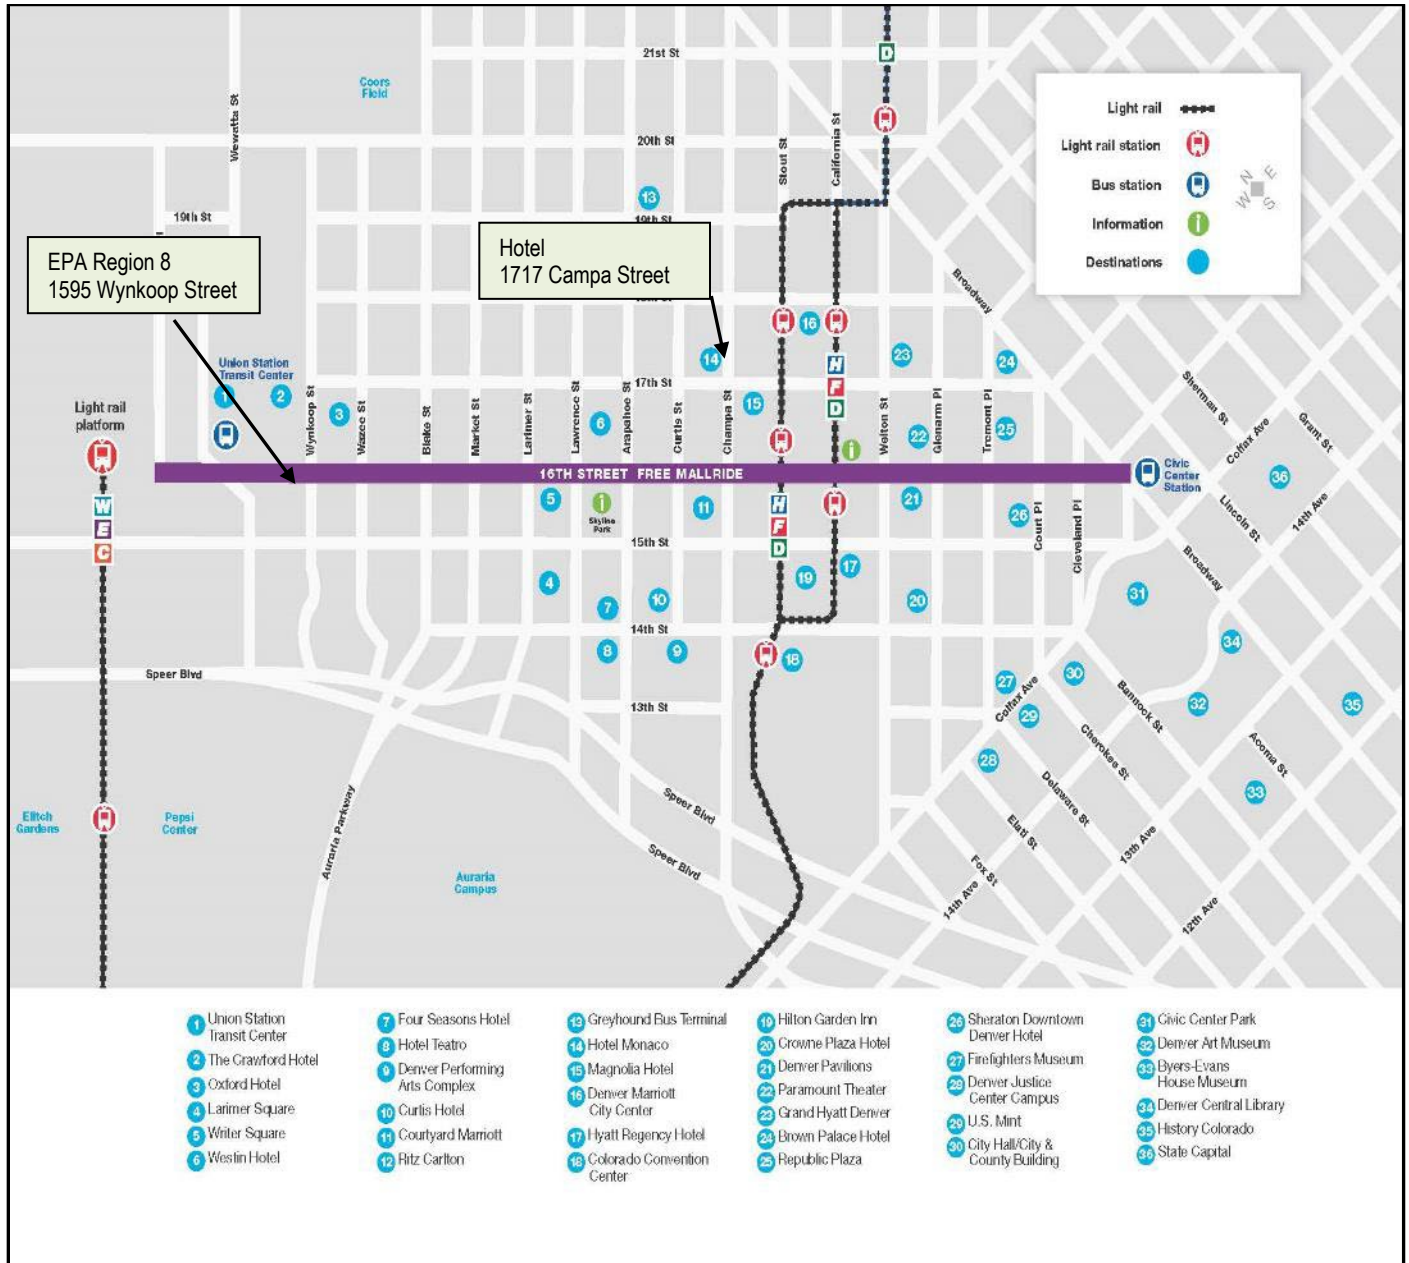 21st St
D
Coors
Field
Wewatta St
Light rail
Light rail station
Bus station
Information
Destinations
N
E
W
S
20th St
Stout St
California St
13
19th St
19th St
EPA Region 8
1595 Wynkoop Street
Hotel
1717 Campa Street
Broadway
16
14
23
24
H
F
D
Union Station
Transit Center
1
2
3
17th St
Light rail
platform
Wynkoop St
Wazee St
Blake St
Market St
Larimer St
Lawrence St
6
Arapahoe St
Curtis St
Champa St
15
Welton St
22
Glenarm Pl
Tremont Pl
25
Sherman St
Colfax Ave
Grant St
16TH STREET FREE MALLRIDE
Civic
Center
Station
36
W
E
C
5
Skyline
Park
11
H
F
D
21
26
Court Pl
Cleveland Pl
Lincoln St
14th Ave
15th St
Broadway
4
7
10
19
17
20
31
14th St
8
9
18
34
Speer Blvd
13th St
27
Colfax Ave
30
29
28
Bannock St
32
35
Cherokee St
Acoma St
Delaware St
33
Elati St
Fox St
14th Ave
13th Ave
12th Ave
Elitch
Gardens
Pepsi
Center
Auraria Parkway
Speer Blvd
Speer Blvd
Auraria
Campus
1 Union Station
Transit Center
2 The Crawford Hotel
3 Oxford Hotel
4 Larimer Square
5 Writer Square
6 Westin Hotel
7 Four Seasons Hotel
8 Hotel Teatro
9 Denver Performing
Arts Complex
10 Curtis Hotel
11 Courtyard Marriott
12 Ritz Carlton
13 Greyhound Bus Terminal
14 Hotel Monaco
15 Magnolia Hotel
16 Denver Marriott
City Center
17 Hyatt Regency Hotel
18 Colorado Convention
Center
19 Hilton Garden Inn
20 Crowne Plaza Hotel
21 Denver Pavilions
22 Paramount Theater
23 Grand Hyatt Denver
24 Brown Palace Hotel
25 Republic Plaza
26 Sheraton Downtown
Denver Hotel
27 Firefighters Museum
28 Denver Justice
Center Campus
29 U.S. Mint
30 City Hall/City &
County Building
31 Civic Center Park
32 Denver Art Museum
33 Byers-Evans
House Museum
34 Denver Central Library
35 History Colorado
36 State Capital